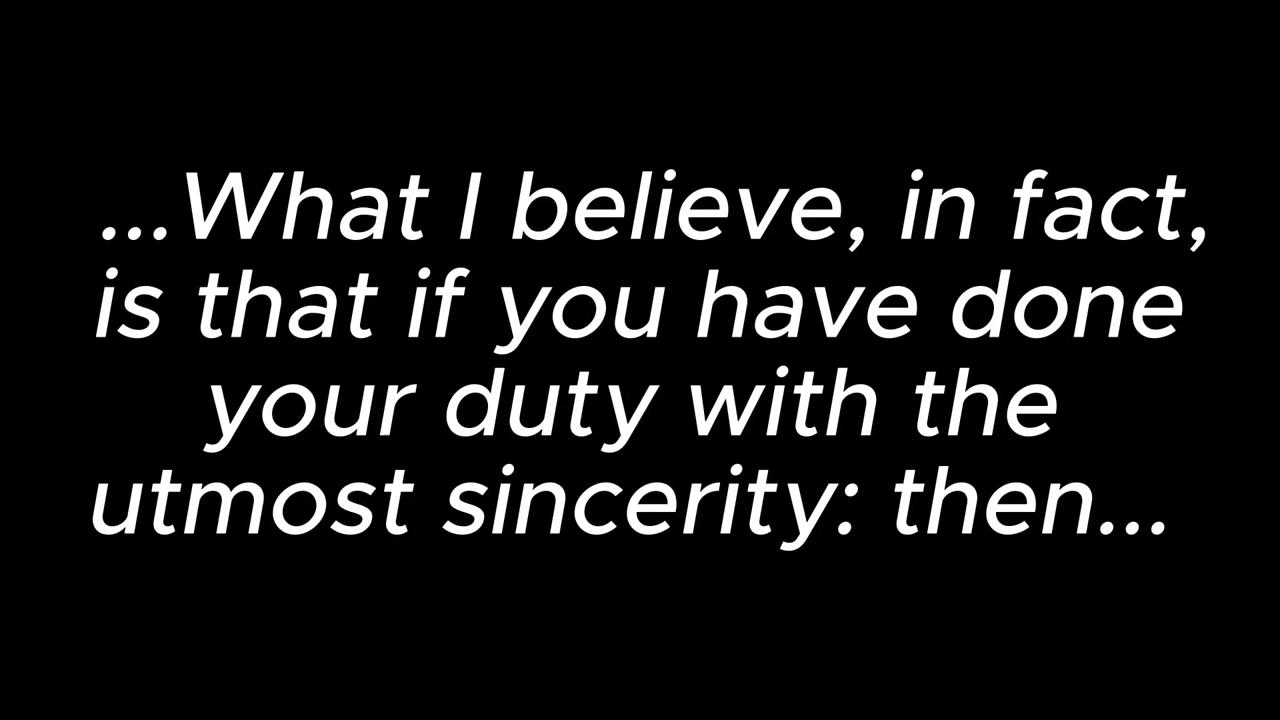 ...What I believe, in fact,
is that if you have done
your duty with the
utmost sincerity: then...